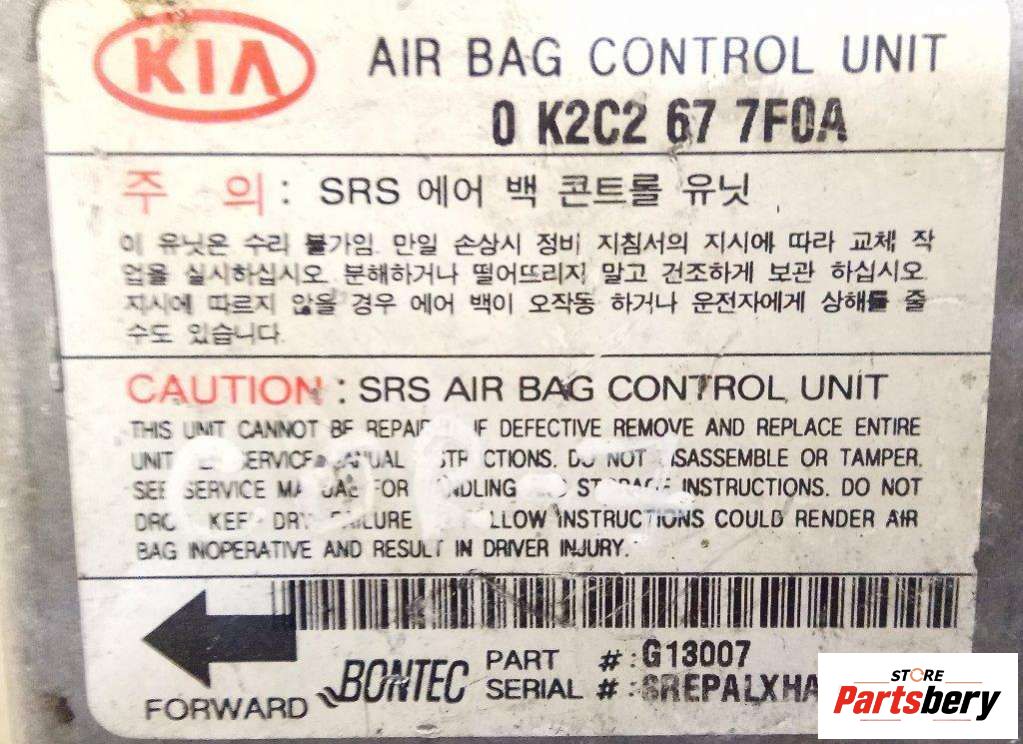 KIA
AIR BAG CONTROL UNIT
0 K2C2 67 7F0A
주 의 : SRS 에어 백 콘트롤 유닛
이 유닛은 수리 불가임. 만일 손상시 정비 지침서의 지시에 따라 교체 작
업을 실시하십시오. 분해하거나 떨어뜨리지 말고 건조하게 보관 하십시오.
지시에 따르지 않을 경우 에어 백이 오작동 하거나 운전자에게 상해를 줄
수도 있습니다.
CAUTION : SRS AIR BAG CONTROL UNIT
THIS UNIT CANNOT BE REPAIR IF DEFECTIVE REMOVE AND REPLACE ENTIRE
UNIT DO NOT DISASSEMBLE OR TAMPER.
SEE SERVICE FOR INSTRUCTIONS. DO NOT
INSTRUCTIONS COULD RENDER AIR
BAG INOPERATIVE AND RESULT IN DRIVER INJURY.
FORWARD
BONTEC
PART # : G13007
SERIAL # :
STORE
Partsbery